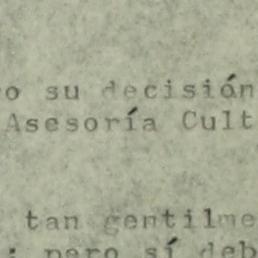 o su decisión
Asesoría Cult
tan gentilme
: pero sí deb